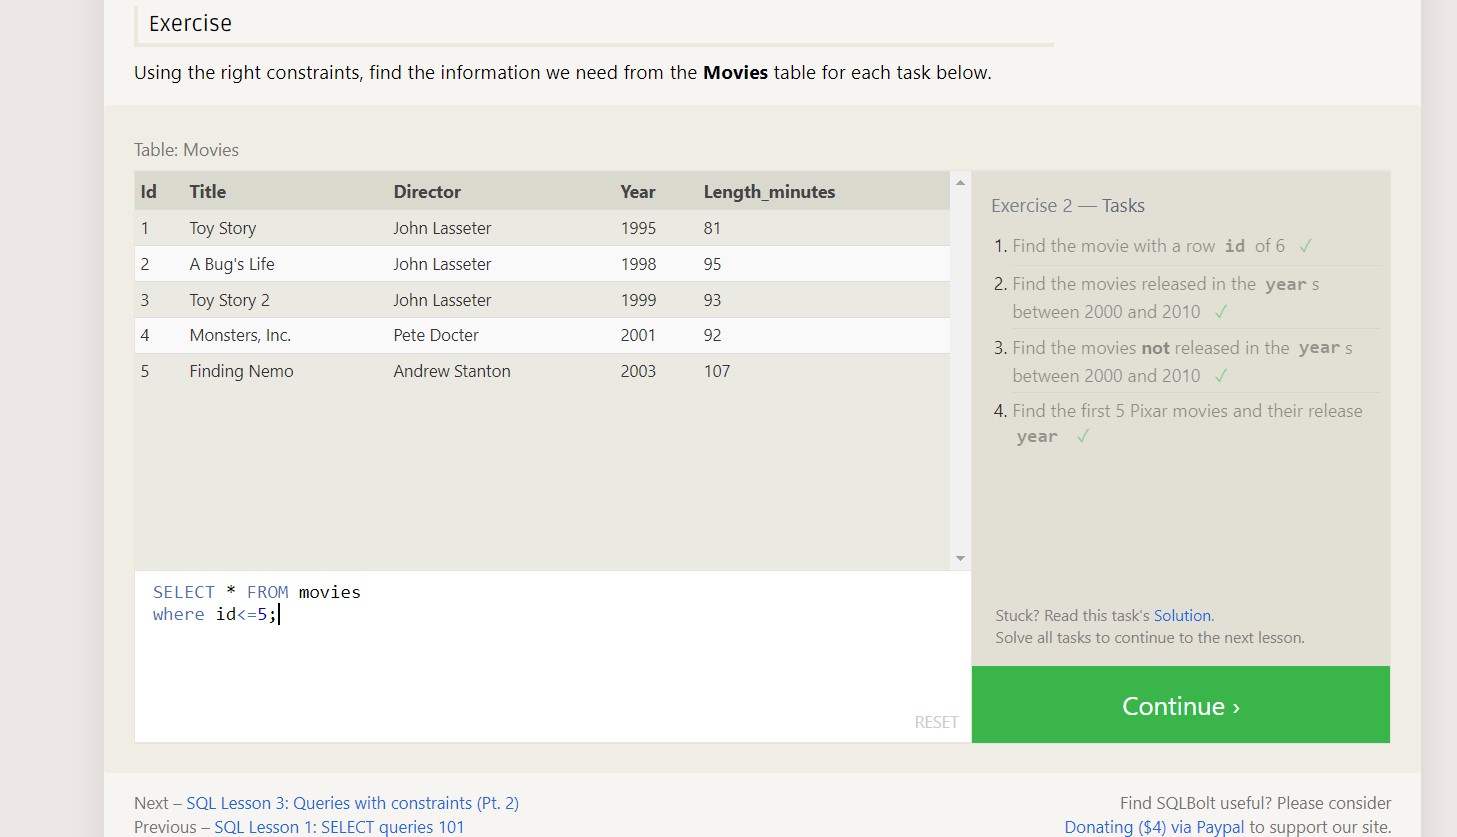 Exercise
Using the right constraints, find the information we need from the Movies table for each task below.
Table: Movies
Id Title Director Year Length_minutes
1 Toy Story John Lasseter 1995 81
2 A Bug's Life John Lasseter 1998 95
3 Toy Story 2 John Lasseter 1999 93
4 Monsters, Inc. Pete Docter 2001 92
5 Finding Nemo Andrew Stanton 2003 107
SELECT * FROM movies
where id<=5;
RESET
Exercise 2 — Tasks
1. Find the movie with a row id of 6 ✓
2. Find the movies released in the year s
between 2000 and 2010 ✓
3. Find the movies not released in the year s
between 2000 and 2010 ✓
4. Find the first 5 Pixar movies and their release
year ✓
Stuck? Read this task's Solution.
Solve all tasks to continue to the next lesson.
Continue ›
Next – SQL Lesson 3: Queries with constraints (Pt. 2)
Previous – SQL Lesson 1: SELECT queries 101
Find SQLBolt useful? Please consider
Donating ($4) via Paypal to support our site.